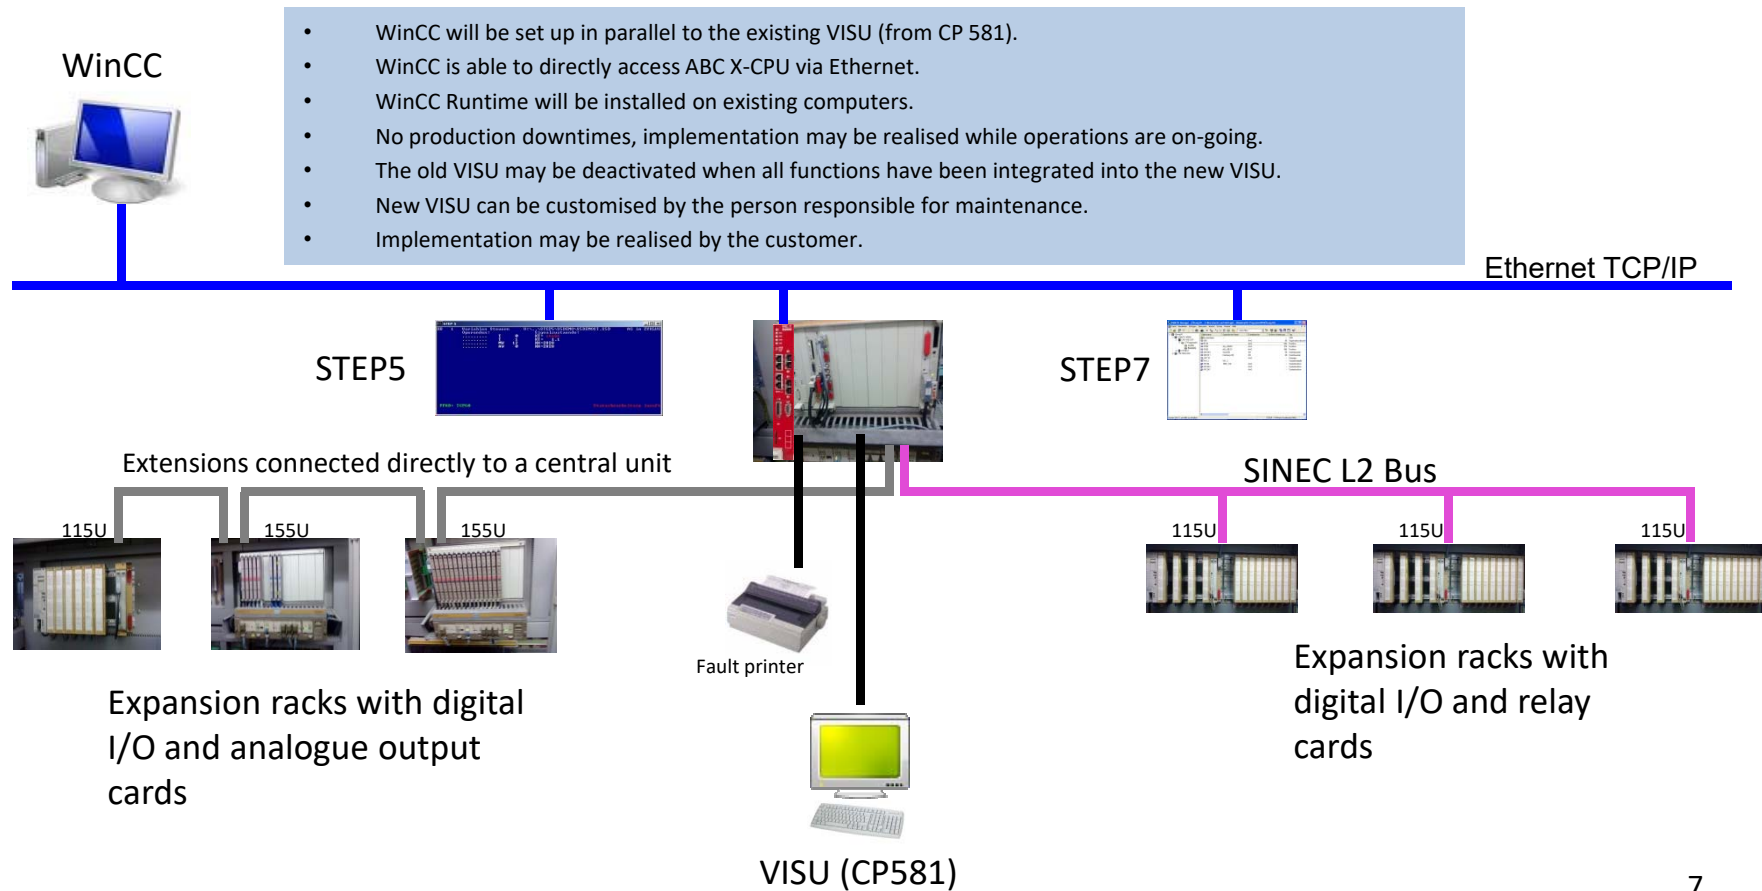 WinCC
• WinCC will be set up in parallel to the existing VISU (from CP 581).
• WinCC is able to directly access ABC X-CPU via Ethernet.
• WinCC Runtime will be installed on existing computers.
• No production downtimes, implementation may be realised while operations are on-going.
• The old VISU may be deactivated when all functions have been integrated into the new VISU.
• New VISU can be customised by the person responsible for maintenance.
• Implementation may be realised by the customer.
Ethernet TCP/IP
STEP5
STEP7
Extensions connected directly to a central unit
SINEC L2 Bus
115U
155U
155U
115U
115U
115U
Fault printer
Expansion racks with digital
I/O and analogue output
cards
Expansion racks with
digital I/O and relay
cards
VISU (CP581)
7